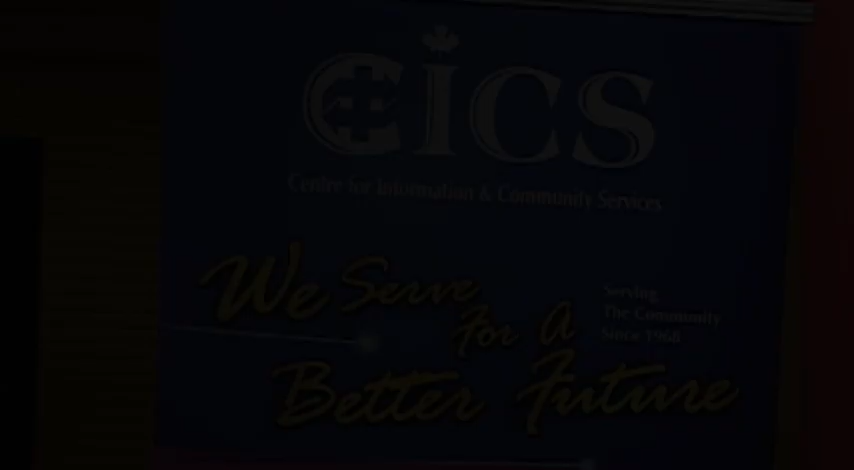 CICS
Centre for Information & Community Services
We Serve
For A
Better Future
Serving
The Community
Since 1968